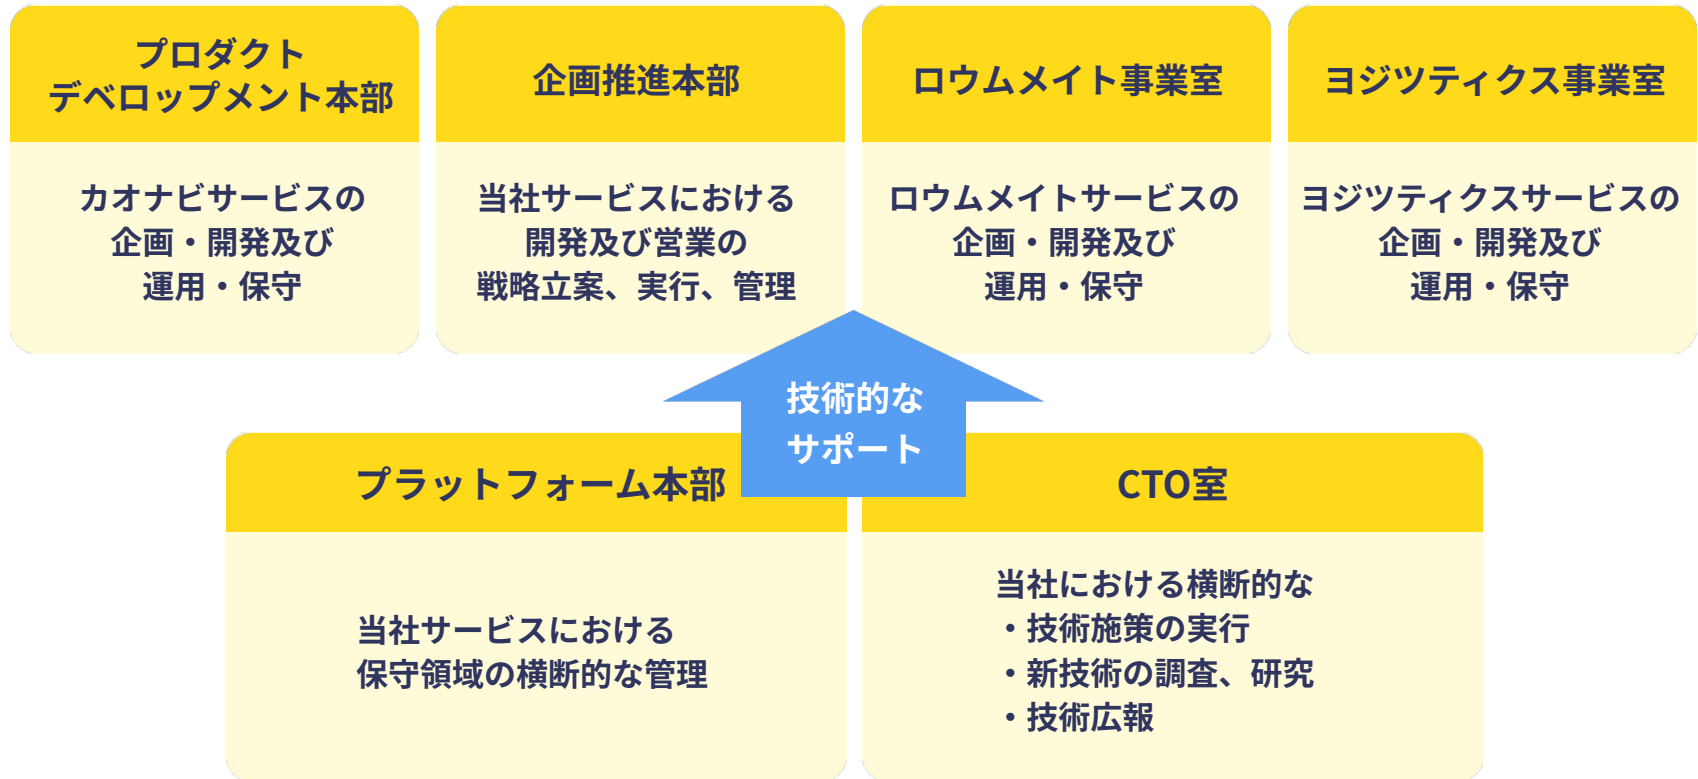 プロダクト
デベロップメント本部
カオナビサービスの
企画・開発及び
運用・保守
企画推進本部
当社サービスにおける
開発及び営業の
戦略立案、実行、管理
ロウムメイト事業室
ロウムメイトサービスの
企画・開発及び
運用・保守
ヨジツティクス事業室
ヨジツティクスサービスの
企画・開発及び
運用・保守
技術的な
サポート
プラットフォーム本部
当社サービスにおける
保守領域の横断的な管理
CTO室
当社における横断的な
・技術施策の実行
・新技術の調査、研究
・技術広報